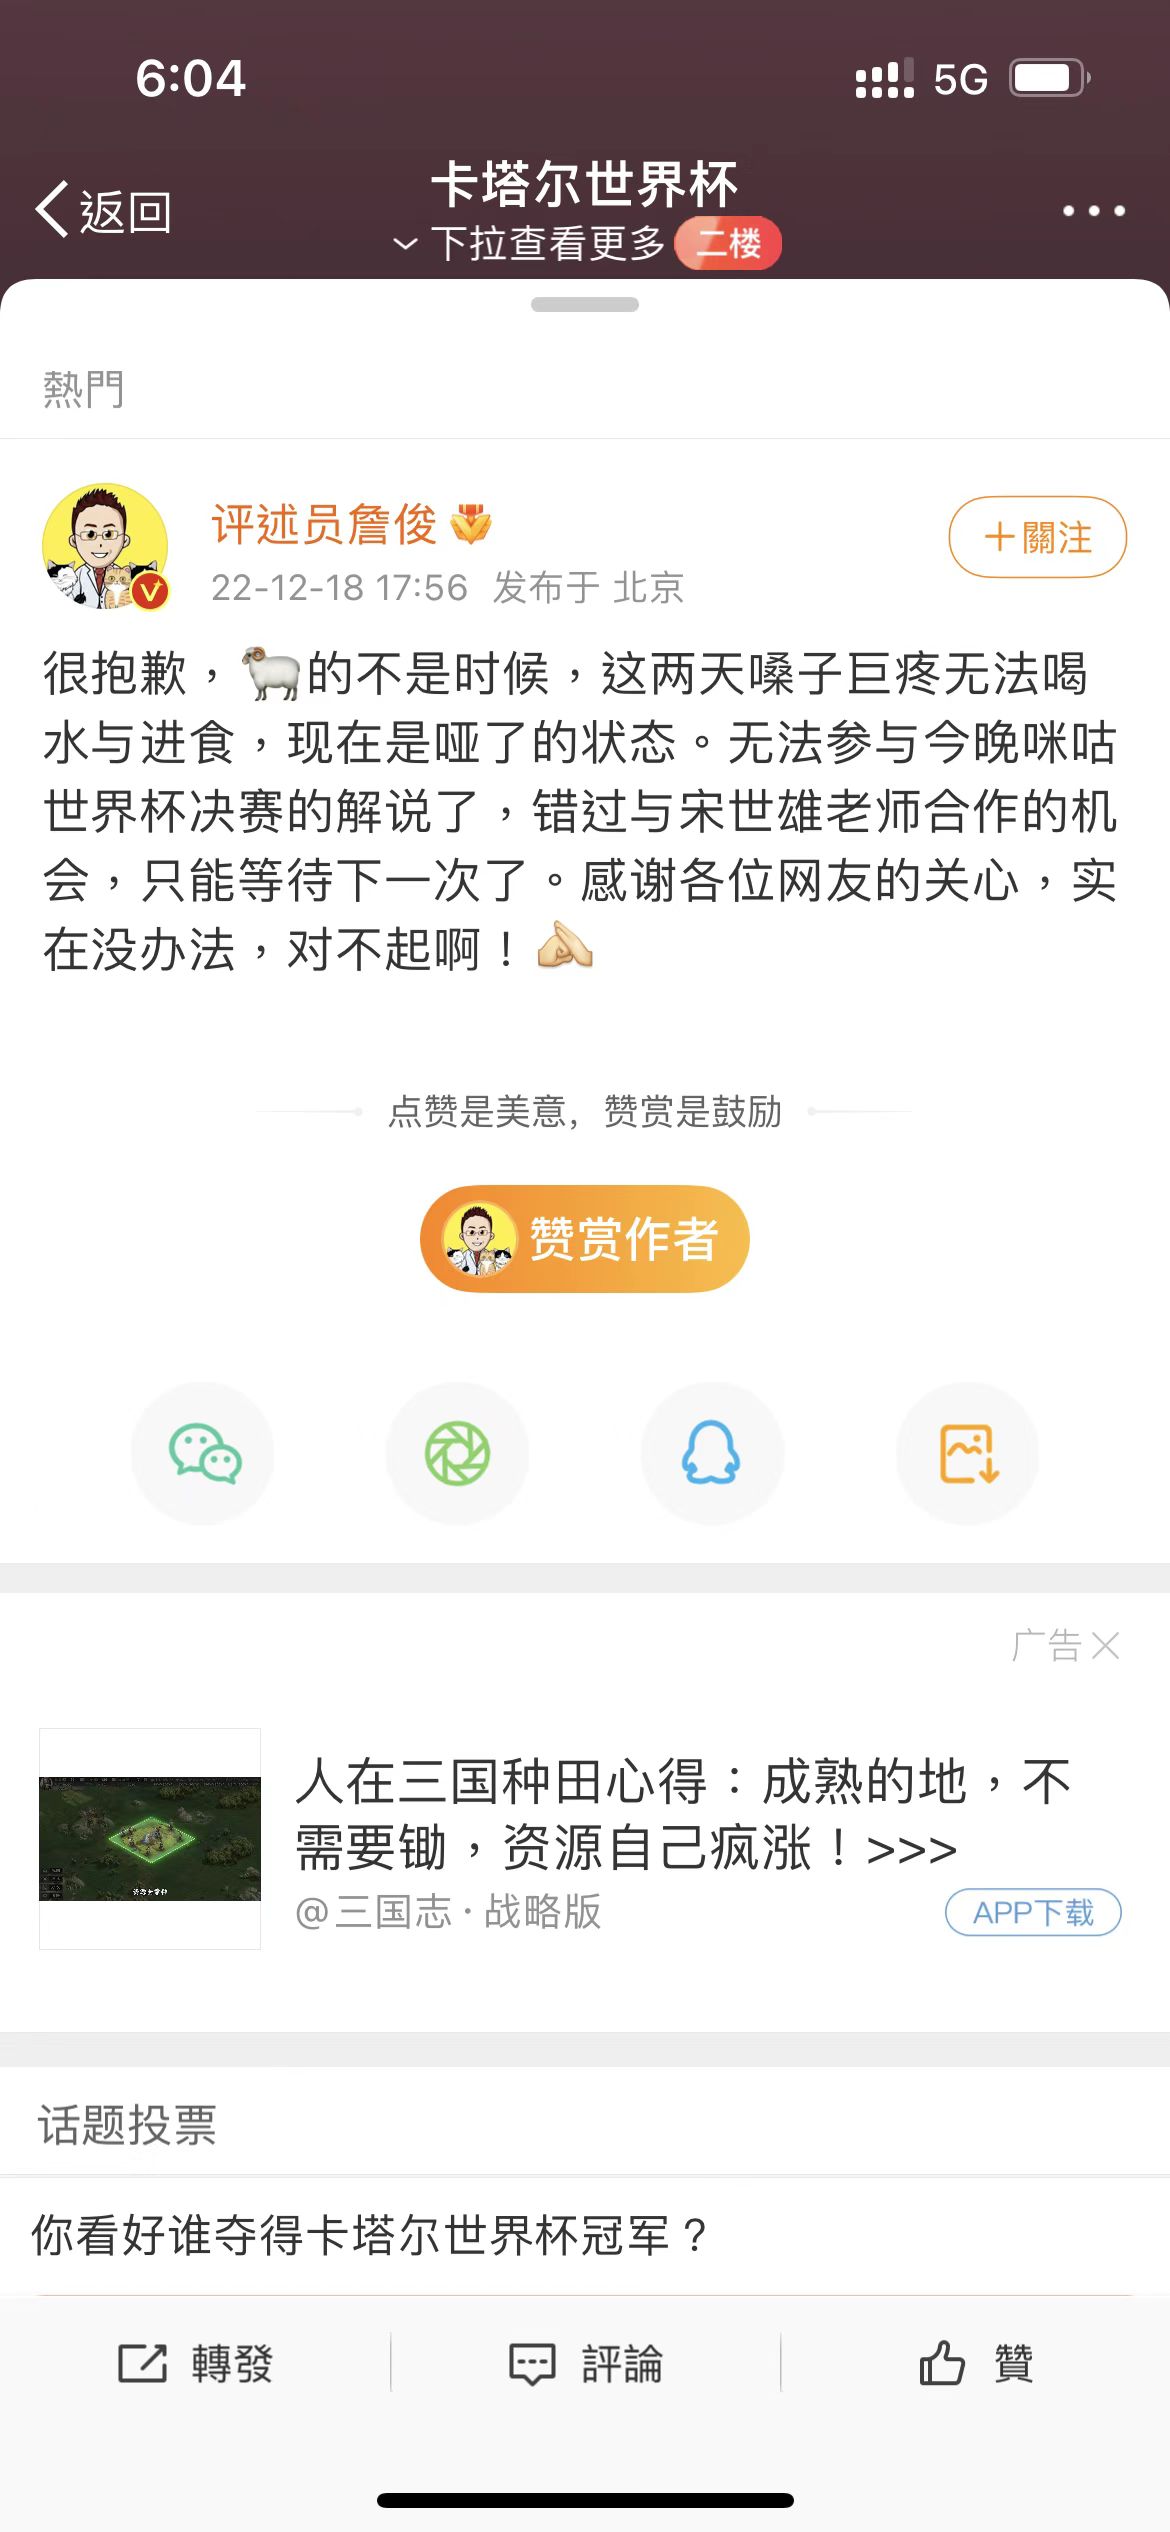 6:04
5G
返回
卡塔尔世界杯
下拉查看更多 二楼
熱門
评述员詹俊
22-12-18 17:56 发布于 北京
+關注
很抱歉，🐏的不是时候，这两天嗓子巨疼无法喝
水与进食，现在是哑了的状态。无法参与今晚咪咕
世界杯决赛的解说了，错过与宋世雄老师合作的机
会，只能等待下一次了。感谢各位网友的关心，实
在没办法，对不起啊！🙏🏻
点赞是美意，赞赏是鼓励
赞赏作者
广告
人在三国种田心得：成熟的地，不
需要锄，资源自己疯涨！>>>
@三国志·战略版
APP下载
话题投票
你看好谁夺得卡塔尔世界杯冠军？
轉發
評論
讚